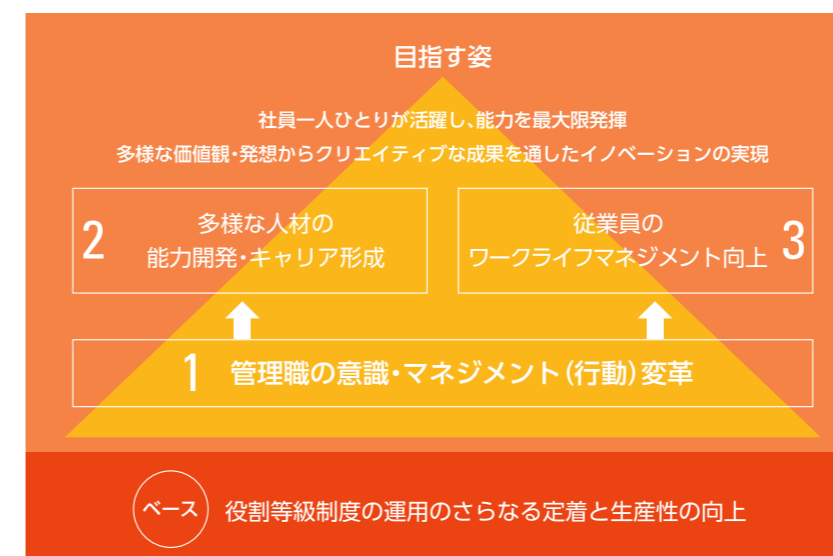 目指す姿
社員一人ひとりが活躍し、能力を最大限発揮
多様な価値観・発想からクリエイティブな成果を通したイノベーションの実現
2
多様な人材の
能力開発・キャリア形成
従業員の
ワークライフマネジメント向上
3
1 管理職の意識・マネジメント(行動)変革
ベース 役割等級制度の運用のさらなる定着と生産性の向上